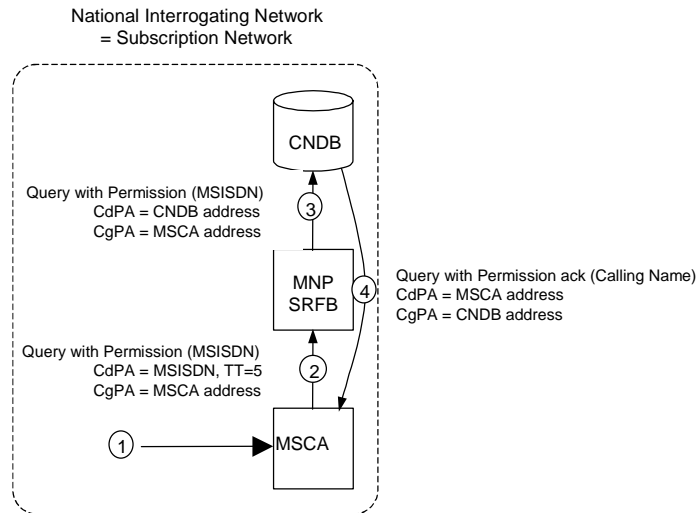 National Interrogating Network
= Subscription Network
CNDB
Query with Permission (MSISDN)
CdPA = CNDB address
CgPA = MSCA address
3
MNP
SRFB
4
Query with Permission ack (Calling Name)
CdPA = MSCA address
CgPA = CNDB address
Query with Permission (MSISDN)
CdPA = MSISDN, TT=5
CgPA = MSCA address
2
1
MSCA